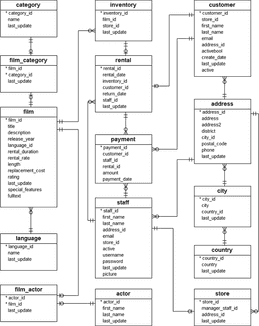 category
* category_id
name
last_update
film_category
* film_id
* category_id
last_update
film
* film_id
title
description
release_year
language_id
rental_duration
rental_rate
length
replacement_cost
rating
last_update
special_features
fulltext
language
* language_id
name
last_update
film_actor
* actor_id
* film_id
last_update
inventory
* inventory_id
film_id
store_id
last_update
rental
* rental_id
rental_date
inventory_id
customer_id
return_date
staff_id
last_update
payment
* payment_id
customer_id
staff_id
rental_id
amount
payment_date
staff
* staff_id
first_name
last_name
address_id
email
store_id
active
username
password
last_update
picture
actor
* actor_id
first_name
last_name
last_update
customer
* customer_id
store_id
first_name
last_name
email
address_id
activebool
create_date
last_update
active
address
* address_id
address
address2
district
city_id
postal_code
phone
last_update
city
* city_id
city
country_id
last_update
country
* country_id
country
last_update
store
* store_id
manager_staff_id
address_id
last_update